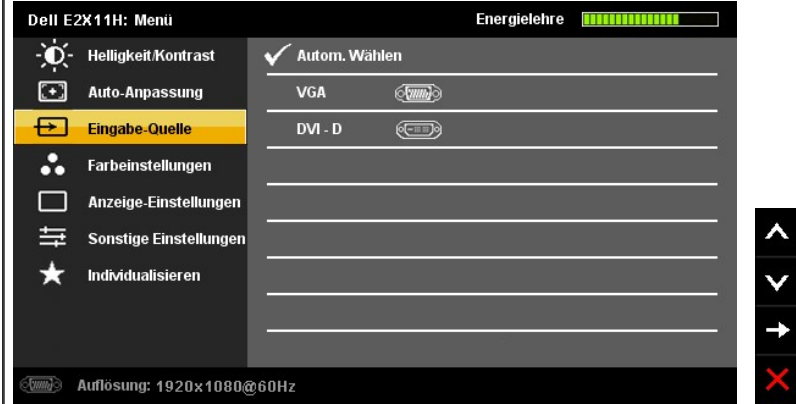 Dell E2X11H: Menü
Energielehre
Helligkeit/Kontrast
Autom. Wählen
Auto-Anpassung
VGA
Eingabe-Quelle
DVI - D
Farbeinstellungen
Anzeige-Einstellungen
Sonstige Einstellungen
Individualisieren
Auflösung: 1920x1080@60Hz